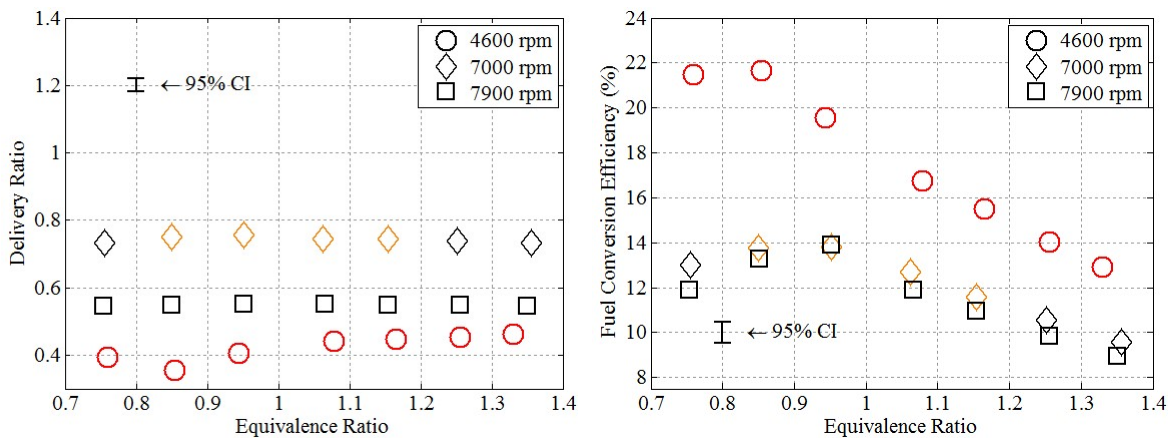 1.4
1.2
1
0.8
0.6
0.4
Delivery Ratio
← 95% CI
4600 rpm
7000 rpm
7900 rpm
0.7 0.8 0.9 1 1.1 1.2 1.3 1.4
Equivalence Ratio
24
22
20
18
16
14
12
10
8
Fuel Conversion Efficiency (%)
4600 rpm
7000 rpm
7900 rpm
← 95% CI
0.7 0.8 0.9 1 1.1 1.2 1.3 1.4
Equivalence Ratio